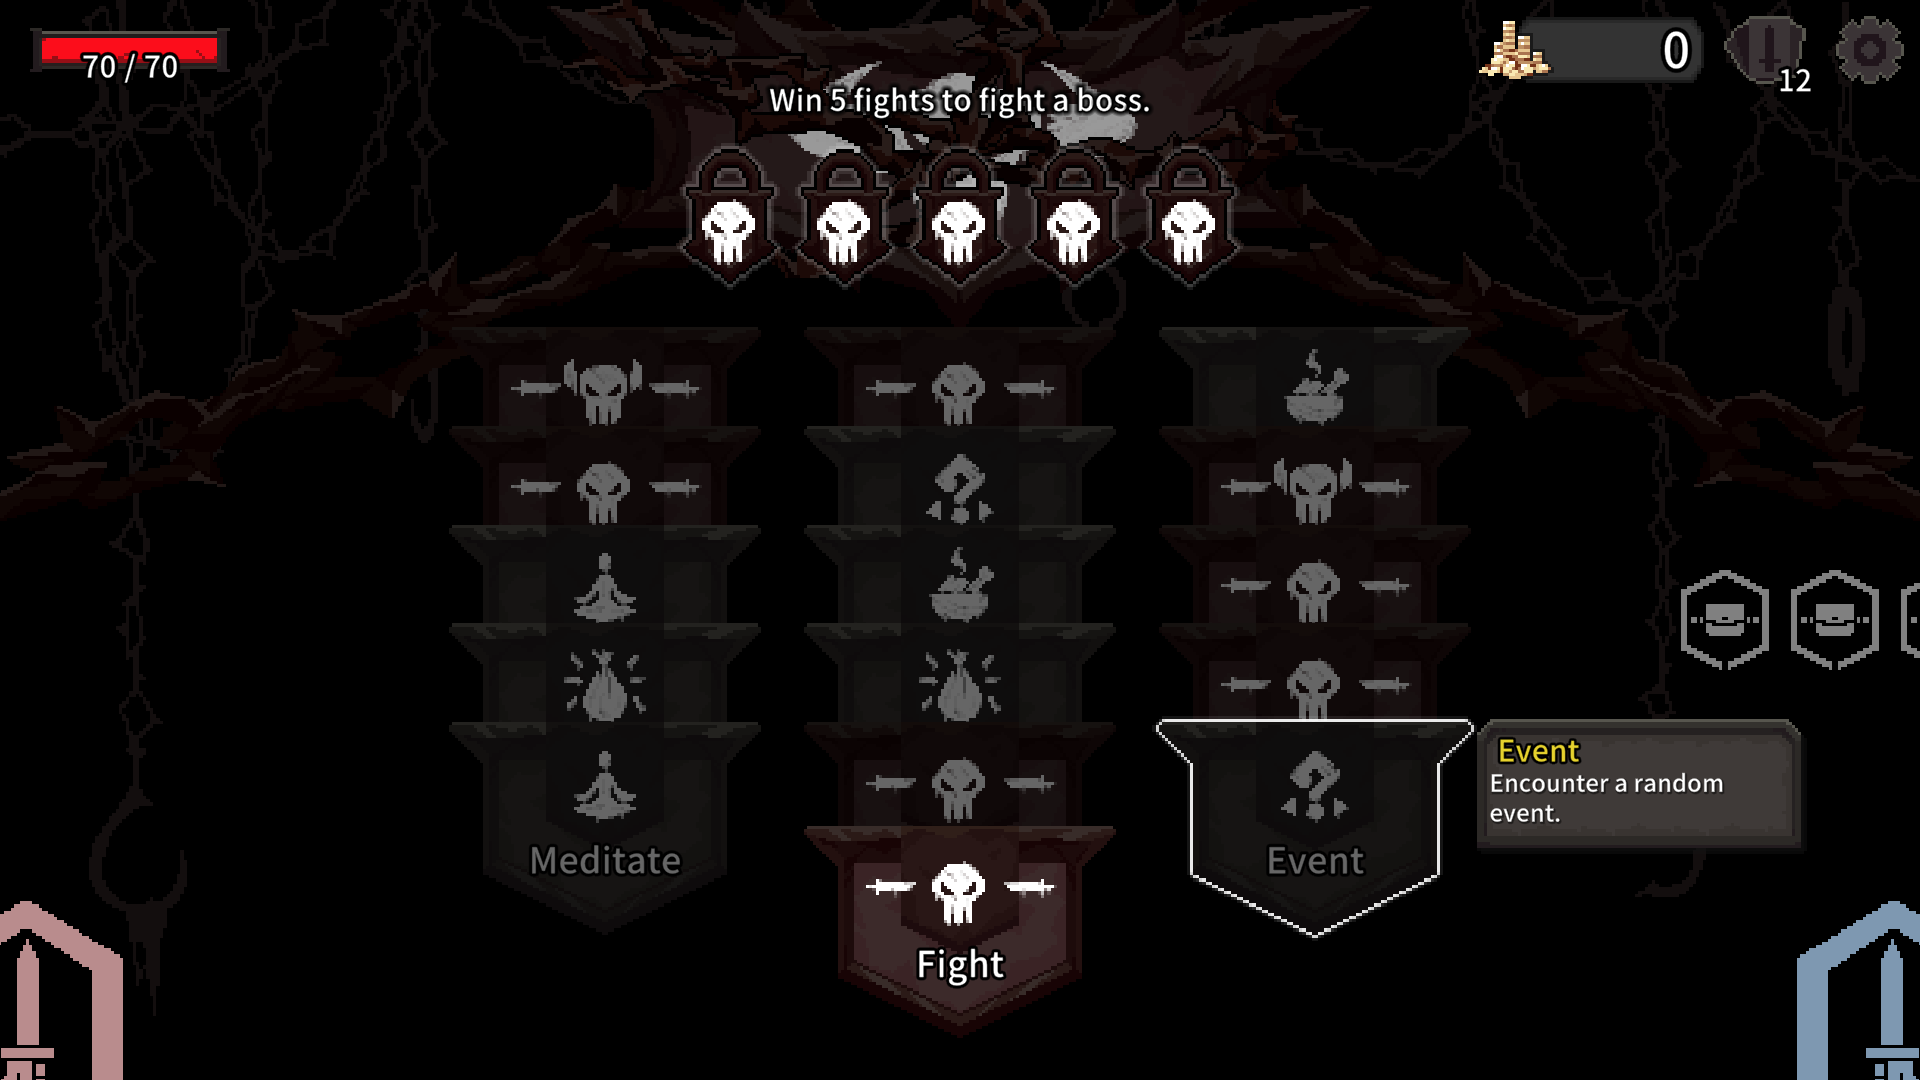 70 / 70
0
12
Win 5 fights to fight a boss.
Event
Encounter a random
event.
Meditate
Event
Fight